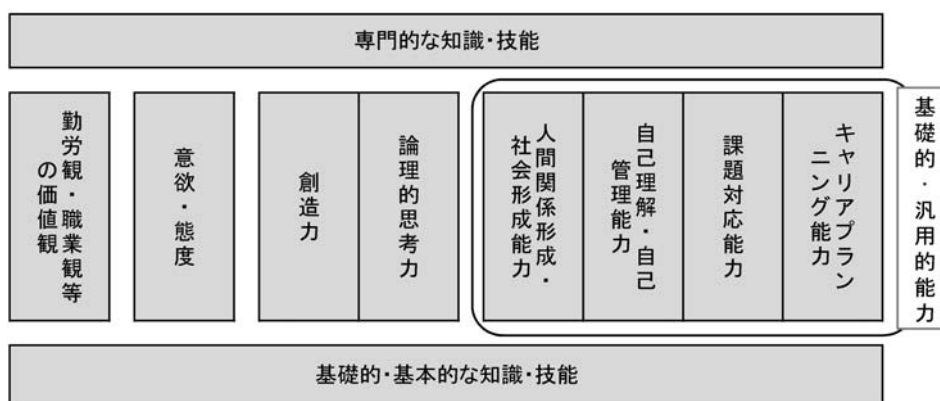 専門的な知識・技能
勤労観・職業観等
の価値観
意欲・態度
創造力
論理的思考力
人間関係形成・
社会形成能力
自己理解・自己
管理能力
課題対応能力
キャリアプラン
ニング能力
基礎的・汎用的能力
基礎的・基本的な知識・技能